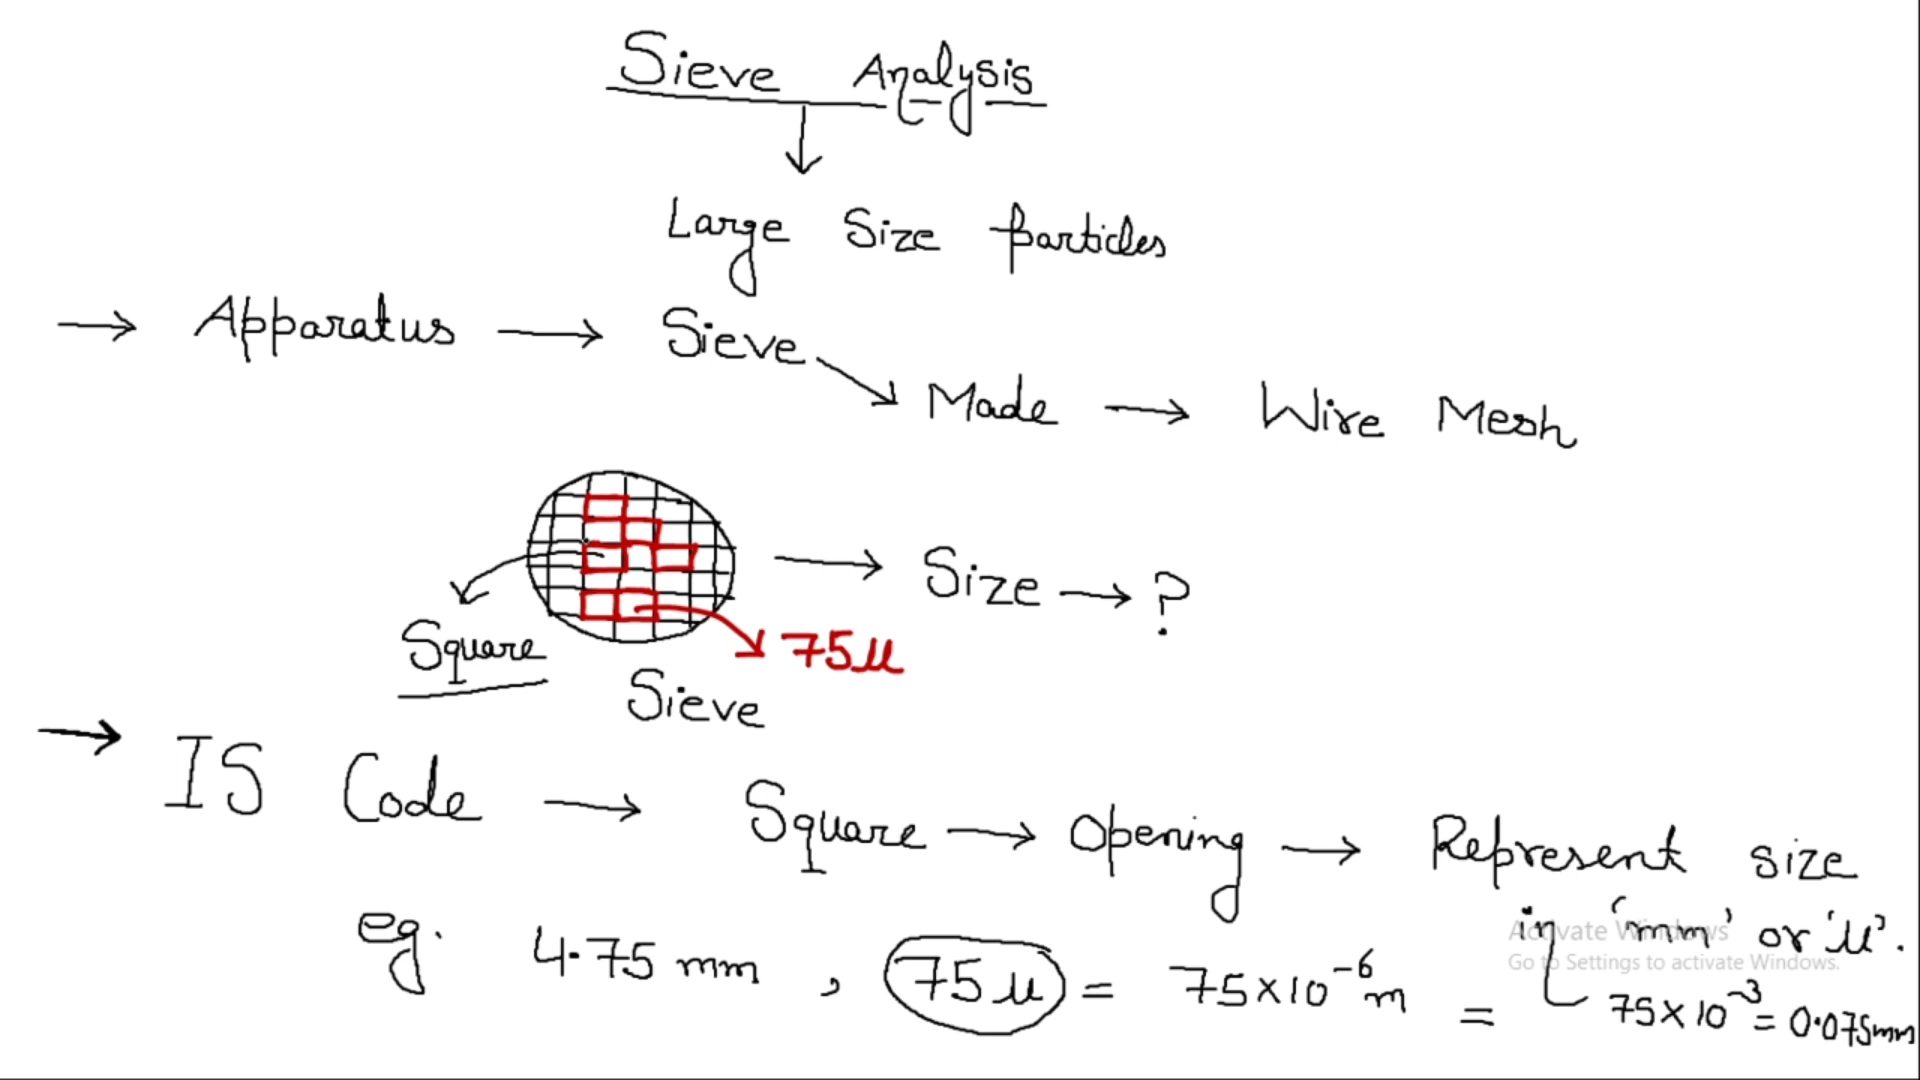 Sieve Analysis
↓
Large Size particles
→ Apparatus → Sieve
Made → Wire Mesh
→ Size → ?
Square
75μ
Sieve
→ IS Code → Square → Opening → Represent size
in 'mm' or 'μ'.
eg. 4.75 mm , 75 μ = 75×10⁻⁶ m = 75×10⁻³ = 0.075mm
Activate Windows
Go to Settings to activate Windows.